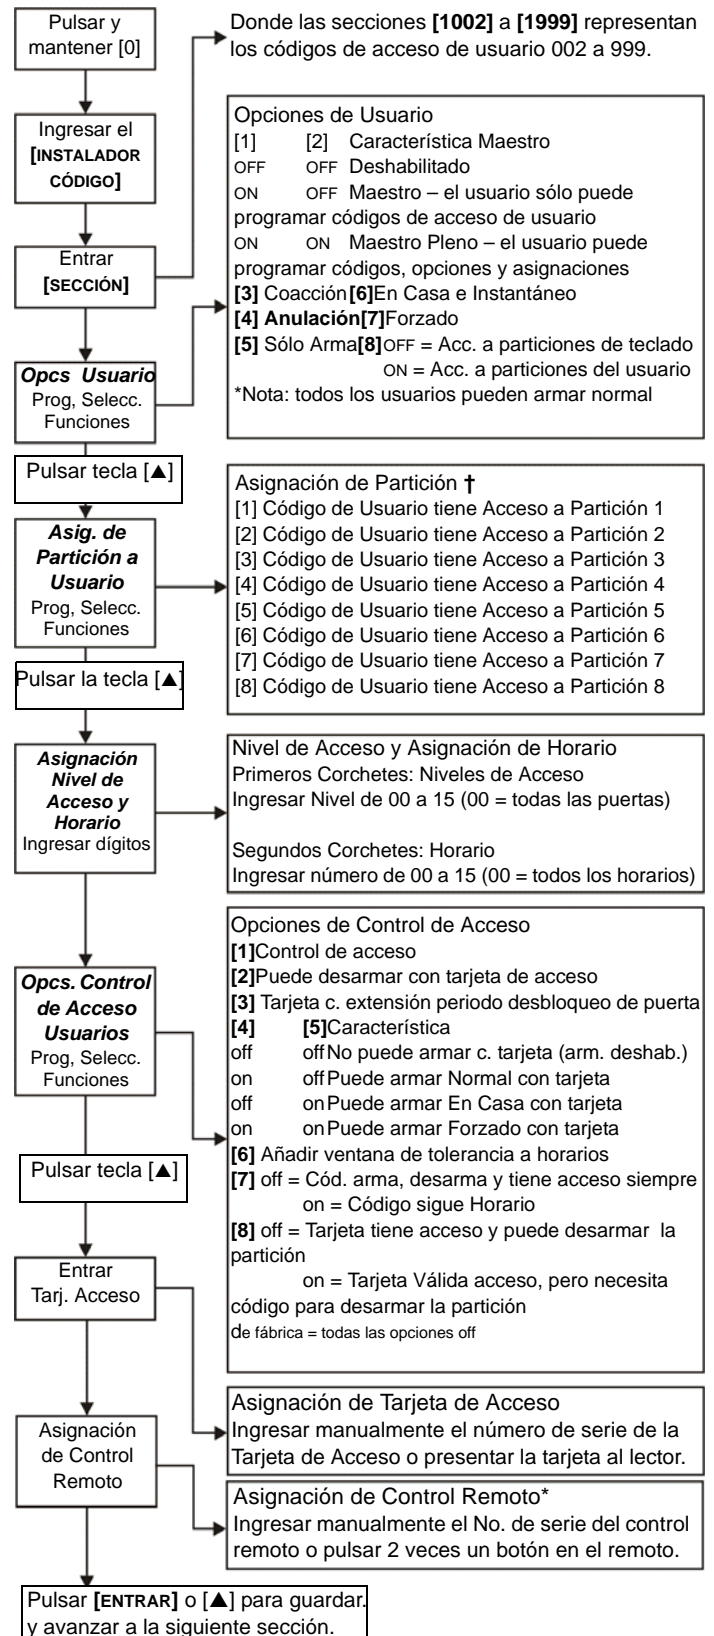 Pulsar y
mantener [0]
Donde las secciones [1002] a [1999] representan
los códigos de acceso de usuario 002 a 999.
Ingresar el
[INSTALADOR
CÓDIGO]
Entrar
[SECCIÓN]
Opciones de Usuario
[1] [2] Característica Maestro
OFF OFF Deshabilitado
ON OFF Maestro – el usuario sólo puede
programar códigos de acceso de usuario
ON ON Maestro Pleno – el usuario puede
programar códigos, opciones y asignaciones
[3] Coacción[6]En Casa e Instantáneo
[4] Anulación[7]Forzado
[5] Sólo Arma[8]OFF = Acc. a particiones de teclado
ON = Acc. a particiones del usuario
*Nota: todos los usuarios pueden armar normal
Opcs Usuario
Prog, Selecc.
Funciones
Pulsar tecla [▲]
Asig. de
Partición a
Usuario
Prog, Selecc.
Funciones
Asignación de Partición †
[1] Código de Usuario tiene Acceso a Partición 1
[2] Código de Usuario tiene Acceso a Partición 2
[3] Código de Usuario tiene Acceso a Partición 3
[4] Código de Usuario tiene Acceso a Partición 4
[5] Código de Usuario tiene Acceso a Partición 5
[6] Código de Usuario tiene Acceso a Partición 6
[7] Código de Usuario tiene Acceso a Partición 7
[8] Código de Usuario tiene Acceso a Partición 8
Pulsar la tecla [▲]
Asignación
Nivel de
Acceso y
Horario
Ingresar dígitos
Nivel de Acceso y Asignación de Horario
Primeros Corchetes: Niveles de Acceso
Ingresar Nivel de 00 a 15 (00 = todas las puertas)
Segundos Corchetes: Horario
Ingresar número de 00 a 15 (00 = todos los horarios)
Opcs. Control
de Acceso
Usuarios
Prog, Selecc.
Funciones
Opciones de Control de Acceso
[1]Control de acceso
[2]Puede desarmar con tarjeta de acceso
[3] Tarjeta c. extensión periodo desbloqueo de puerta
[4] [5]Característica
off offNo puede armar c. tarjeta (arm. deshab.)
on offPuede armar Normal con tarjeta
off onPuede armar En Casa con tarjeta
on onPuede armar Forzado con tarjeta
[6] Añadir ventana de tolerancia a horarios
[7] off = Cód. arma, desarma y tiene acceso siempre
on = Código sigue Horario
[8] off = Tarjeta tiene acceso y puede desarmar la
partición
on = Tarjeta Válida acceso, pero necesita
código para desarmar la partición
de fábrica = todas las opciones off
Pulsar tecla [▲]
Entrar
Tarj. Acceso
Asignación de Tarjeta de Acceso
Ingresar manualmente el número de serie de la
Tarjeta de Acceso o presentar la tarjeta al lector.
Asignación
de Control
Remoto
Asignación de Control Remoto*
Ingresar manualmente el No. de serie del control
remoto o pulsar 2 veces un botón en el remoto.
Pulsar [ENTRAR] o [▲] para guardar.
y avanzar a la siguiente sección.